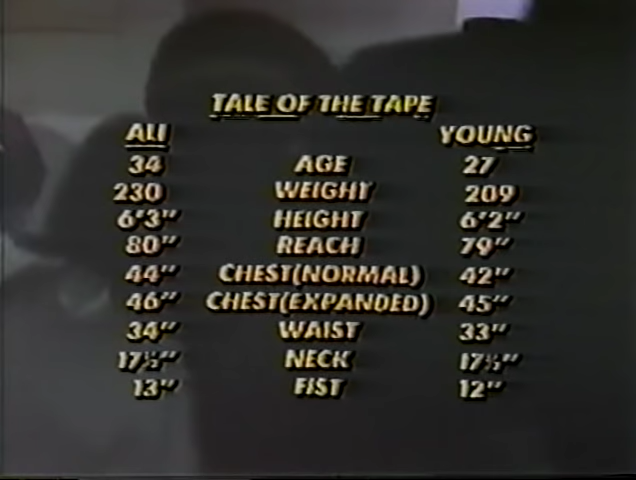 TALE OF THE TAPE
ALI YOUNG
34 AGE 27
230 WEIGHT 209
6'3" HEIGHT 6'2"
80" REACH 79"
44" CHEST(NORMAL) 42"
46" CHEST(EXPANDED) 45"
34" WAIST 33"
17½" NECK 17½"
13" FIST 12"